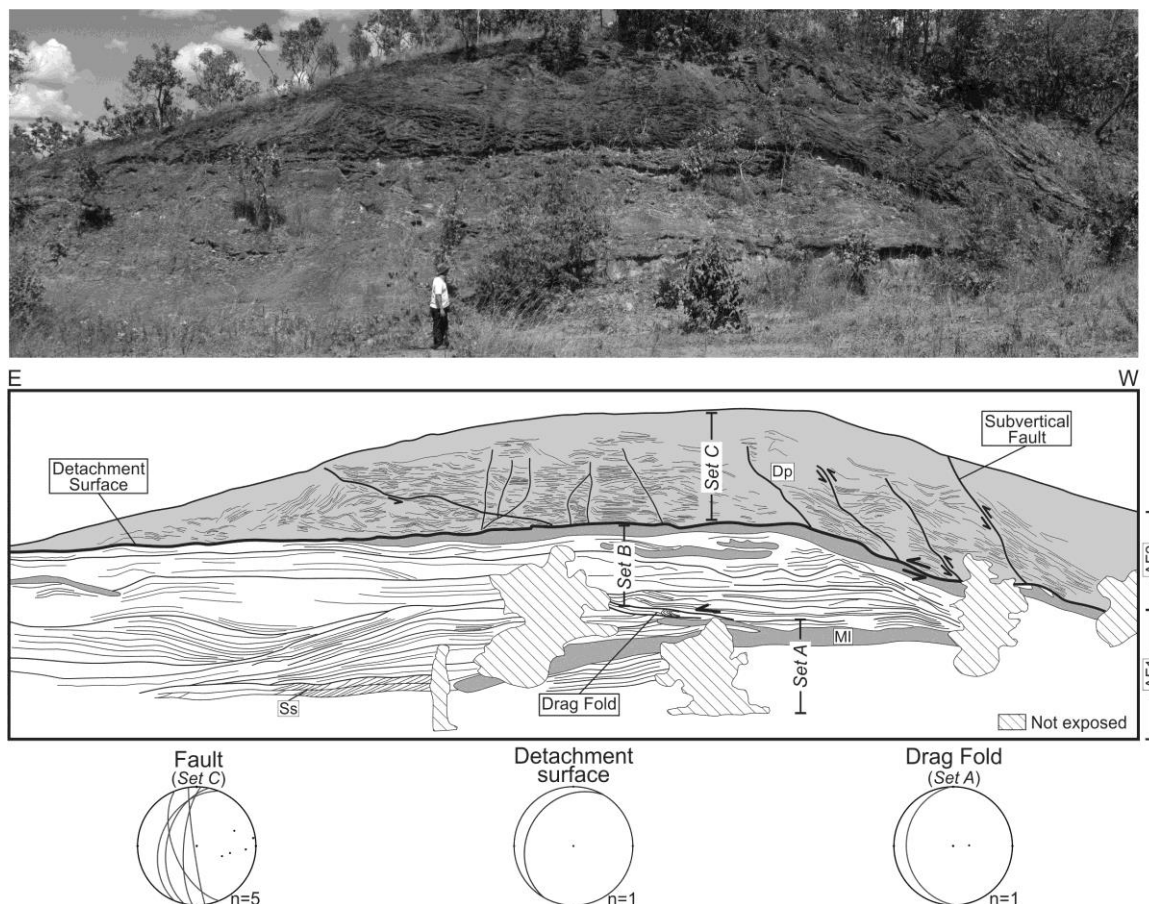 E
W
Detachment
Surface
Subvertical
Fault
Set C
Dp
Set B
Set A
Ml
Ss
Drag Fold
Not exposed
Fault
(Set C)
n=5
Detachment
surface
n=1
Drag Fold
(Set A)
n=1